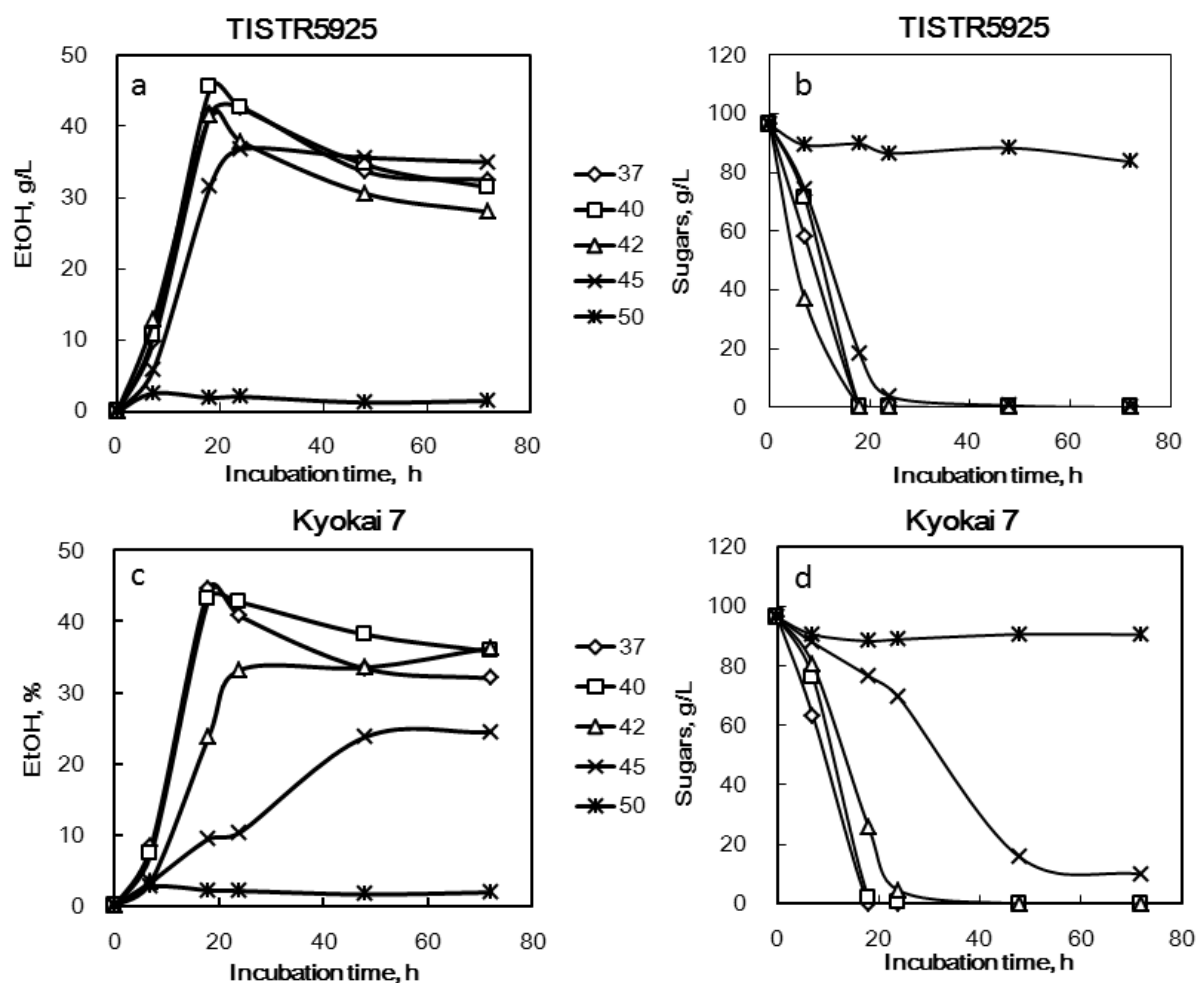 TISTR5925
a
EtOH, g/L
50
40
30
20
10
0
0 20 40 60 80
Incubation time, h
37
40
42
45
50
TISTR5925
b
Sugars, g/L
120
100
80
60
40
20
0
0 20 40 60 80
Incubation time, h
Kyokai 7
c
EtOH, %
50
40
30
20
10
0
0 20 40 60 80
Incubation time, h
37
40
42
45
50
Kyokai 7
d
Sugars, g/L
120
100
80
60
40
20
0
0 20 40 60 80
Incubation time, h